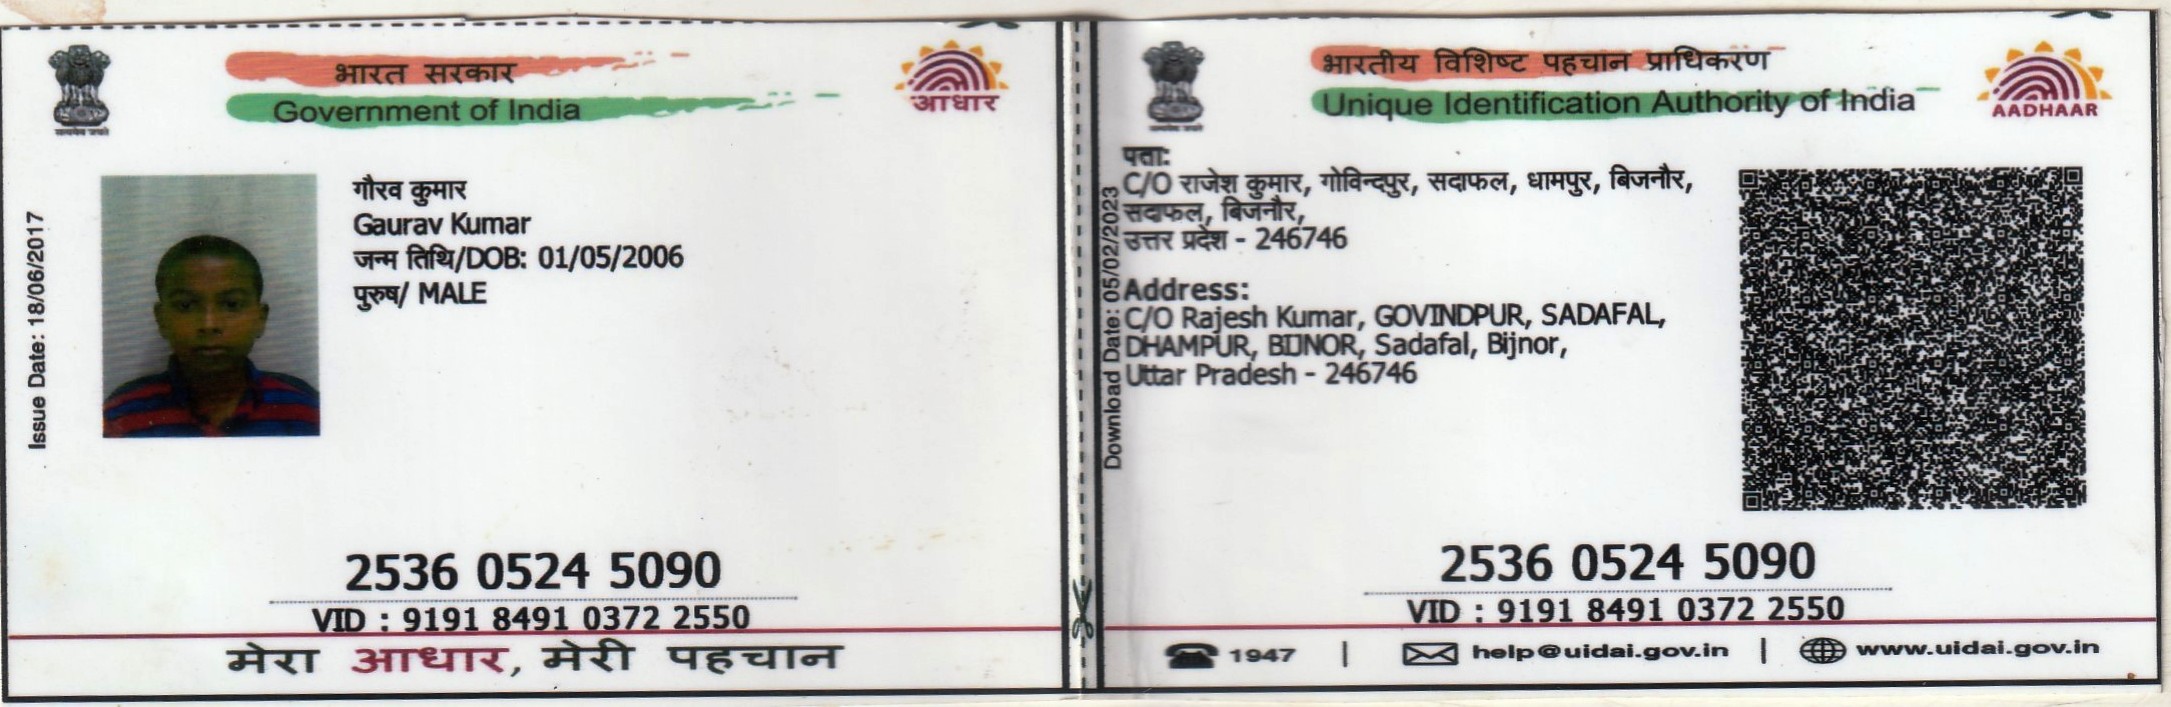 भारत सरकार
Government of India
आधार
Issue Date: 18/06/2017
गौरव कुमार
Gaurav Kumar
जन्म तिथि/DOB: 01/05/2006
पुरुष/ MALE
2536 0524 5090
VID : 9191 8491 0372 2550
मेरा आधार, मेरी पहचान
भारतीय विशिष्ट पहचान प्राधिकरण
Unique Identification Authority of India
AADHAAR
Download Date: 05/02/2023
पता:
C/O राजेश कुमार, गोविन्दपुर, सदाफल, धामपुर, बिजनौर,
सदाफल, बिजनौर,
उत्तर प्रदेश - 246746
Address:
C/O Rajesh Kumar, GOVINDPUR, SADAFAL,
DHAMPUR, BIJNOR, Sadafal, Bijnor,
Uttar Pradesh - 246746
2536 0524 5090
VID : 9191 8491 0372 2550
1947 | help@uidai.gov.in | www.uidai.gov.in